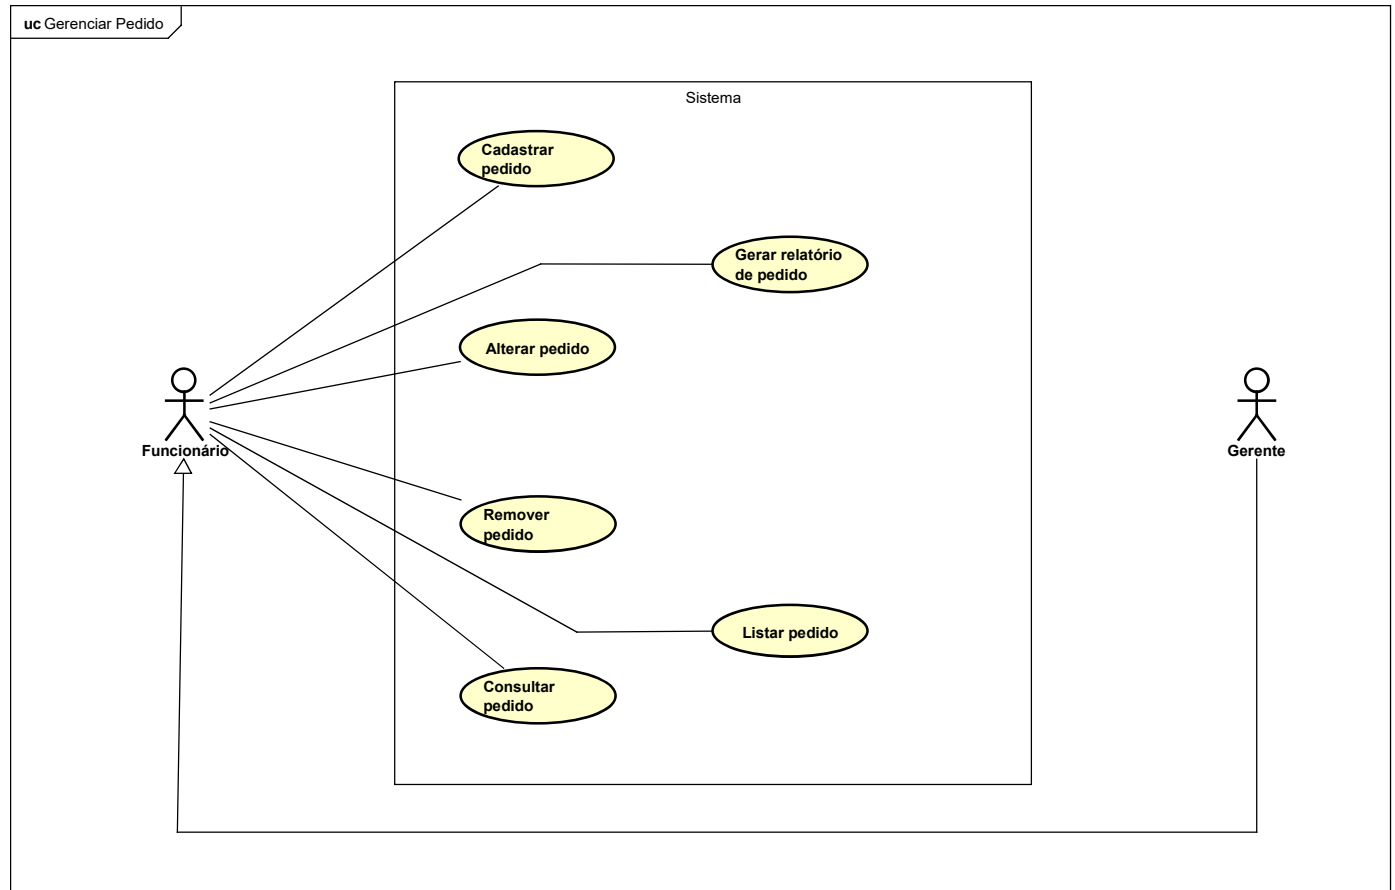 uc Gerenciar Pedido
Sistema
Cadastrar
pedido
Gerar relatório
de pedido
Alterar pedido
Funcionário
Gerente
Remover
pedido
Listar pedido
Consultar
pedido